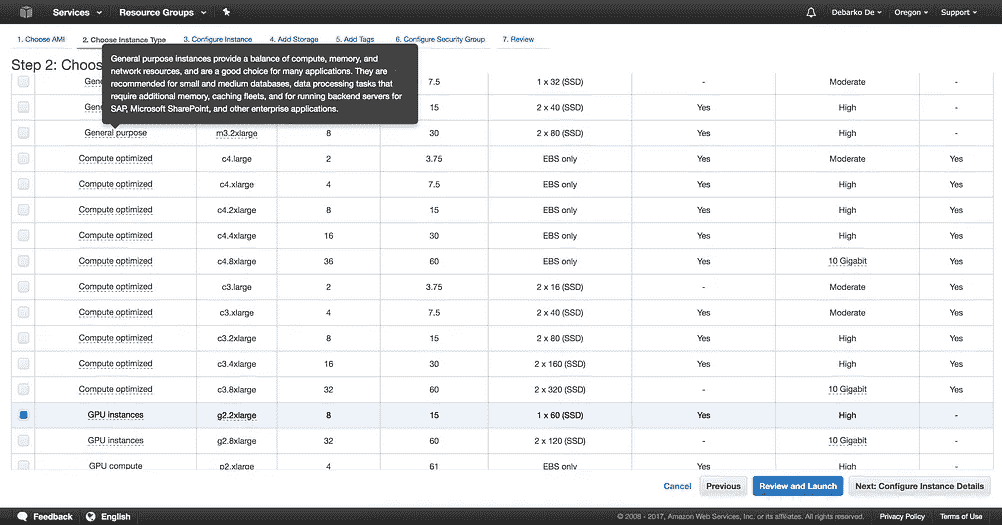 Services Resource Groups Debarko De Oregon Support
1. Choose AMI 2. Choose Instance Type 3. Configure Instance 4. Add Storage 5. Add Tags 6. Configure Security Group 7. Review
Step 2: Choos
General purpose instances provide a balance of compute, memory, and
network resources, and are a good choice for many applications. They are
recommended for small and medium databases, data processing tasks that
require additional memory, caching fleets, and for running backend servers for
SAP, Microsoft SharePoint, and other enterprise applications.
Gene 7.5 1 x 32 (SSD) - Moderate -
Gene 15 2 x 40 (SSD) Yes High -
General purpose m3.2xlarge 8 30 2 x 80 (SSD) Yes High -
Compute optimized c4.large 2 3.75 EBS only Yes Moderate Yes
Compute optimized c4.xlarge 4 7.5 EBS only Yes High Yes
Compute optimized c4.2xlarge 8 15 EBS only Yes High Yes
Compute optimized c4.4xlarge 16 30 EBS only Yes High Yes
Compute optimized c4.8xlarge 36 60 EBS only Yes 10 Gigabit Yes
Compute optimized c3.large 2 3.75 2 x 16 (SSD) - Moderate Yes
Compute optimized c3.xlarge 4 7.5 2 x 40 (SSD) Yes Moderate Yes
Compute optimized c3.2xlarge 8 15 2 x 80 (SSD) Yes High Yes
Compute optimized c3.4xlarge 16 30 2 x 160 (SSD) Yes High Yes
Compute optimized c3.8xlarge 32 60 2 x 320 (SSD) - 10 Gigabit Yes
GPU instances g2.2xlarge 8 15 1 x 60 (SSD) Yes High -
GPU instances g2.8xlarge 32 60 2 x 120 (SSD) - 10 Gigabit -
GPU compute p2.xlarge 4 61 EBS only Yes High -
Cancel Previous Review and Launch Next: Configure Instance Details
Feedback English © 2008 - 2017, Amazon Web Services, Inc. or its affiliates. All rights reserved. Privacy Policy Terms of Use